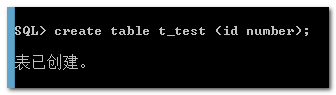 SQL> create table t_test (id number);
表已创建。